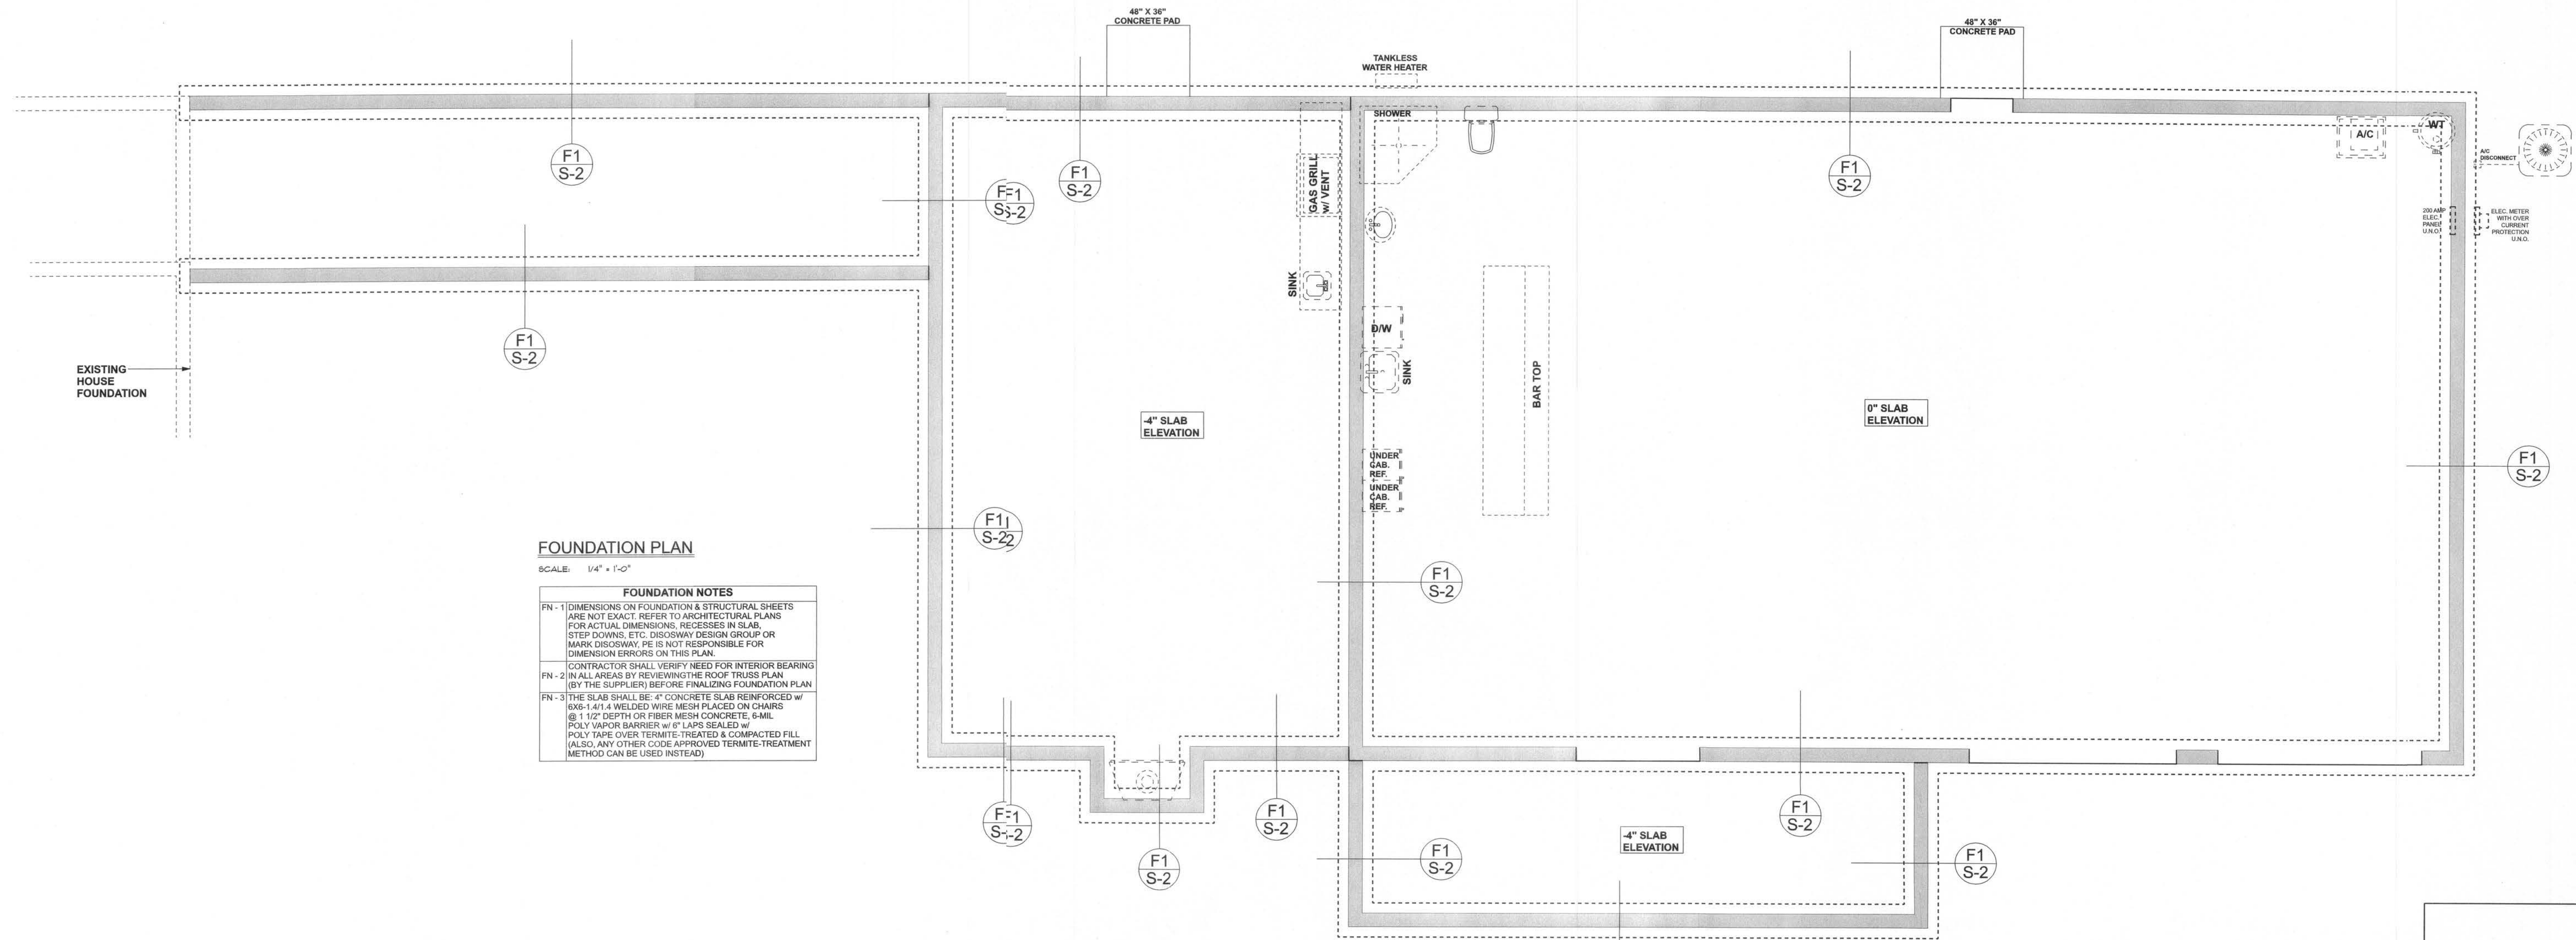 48" X 36"
CONCRETE PAD
48" X 36"
CONCRETE PAD
TANKLESS
WATER HEATER
SHOWER
A/C
WT
A/C
DISCONNECT
F1
S-2
F1
S-2
F1
S-2
F1
S-2
GAS GRILL
w/ VENT
200 AMP
ELEC.
PANEL
U.N.O.
ELEC. METER
WITH OVER
CURRENT
PROTECTION
U.N.O.
SINK
D/W
SINK
F1
S-2
EXISTING
HOUSE
FOUNDATION
BAR TOP
-4" SLAB
ELEVATION
0" SLAB
ELEVATION
UNDER
CAB.
REF.
UNDER
CAB.
REF.
F1
S-2
F1
S-2
FOUNDATION PLAN
SCALE: 1/4" = 1'-0"
F1
S-2
FOUNDATION NOTES
FN - 1 DIMENSIONS ON FOUNDATION & STRUCTURAL SHEETS
ARE NOT EXACT. REFER TO ARCHITECTURAL PLANS
FOR ACTUAL DIMENSIONS, RECESSES IN SLAB,
STEP DOWNS, ETC. DISOSWAY DESIGN GROUP OR
MARK DISOSWAY, PE IS NOT RESPONSIBLE FOR
DIMENSION ERRORS ON THIS PLAN.
CONTRACTOR SHALL VERIFY NEED FOR INTERIOR BEARING
FN - 2 IN ALL AREAS BY REVIEWINGTHE ROOF TRUSS PLAN
(BY THE SUPPLIER) BEFORE FINALIZING FOUNDATION PLAN
FN - 3 THE SLAB SHALL BE: 4" CONCRETE SLAB REINFORCED w/
6X6-1.4/1.4 WELDED WIRE MESH PLACED ON CHAIRS
@ 1 1/2" DEPTH OR FIBER MESH CONCRETE, 6-MIL
POLY VAPOR BARRIER w/ 6" LAPS SEALED w/
POLY TAPE OVER TERMITE-TREATED & COMPACTED FILL
(ALSO, ANY OTHER CODE APPROVED TERMITE-TREATMENT
METHOD CAN BE USED INSTEAD)
F1
S-2
F1
S-2
F1
S-2
F1
S-2
-4" SLAB
ELEVATION
F1
S-2
F1
S-2
F1
S-2